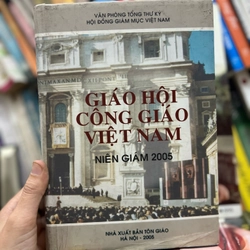 VĂN PHÒNG TỔNG THƯ KÝ
HỘI ĐỒNG GIÁM MỤC VIỆT NAM
GIÁO HỘI
CÔNG GIÁO
VIỆT NAM
NIÊN GIÁM 2005
NHÀ XUẤT BẢN TÔN GIÁO
HÀ NỘI - 2005